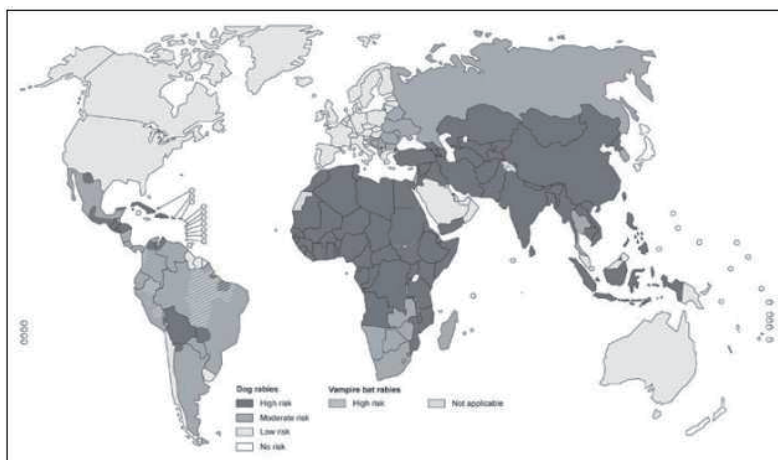 Dog rabies
High risk
Moderate risk
Low risk
No risk
Vampire bat rabies
High risk
Not applicable